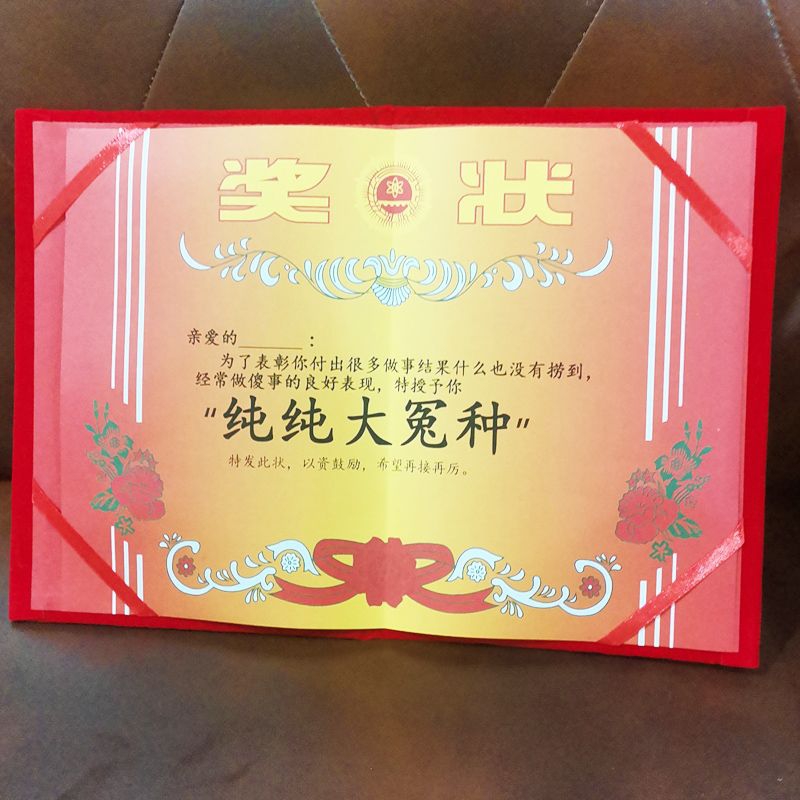 奖 状
亲爱的______：
为了表彰你付出很多做事结果什么也没有捞到，
经常做傻事的良好表现，特授予你
“纯纯大冤种”
特发此状，以资鼓励，希望再接再厉。